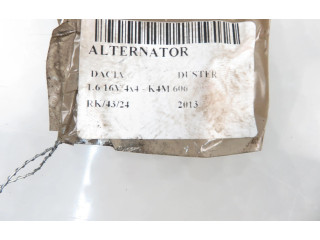 ALTERNATOR
DACIA DUSTER
1.6 16V 4x4 - K4M 606
RK/43/24 2013